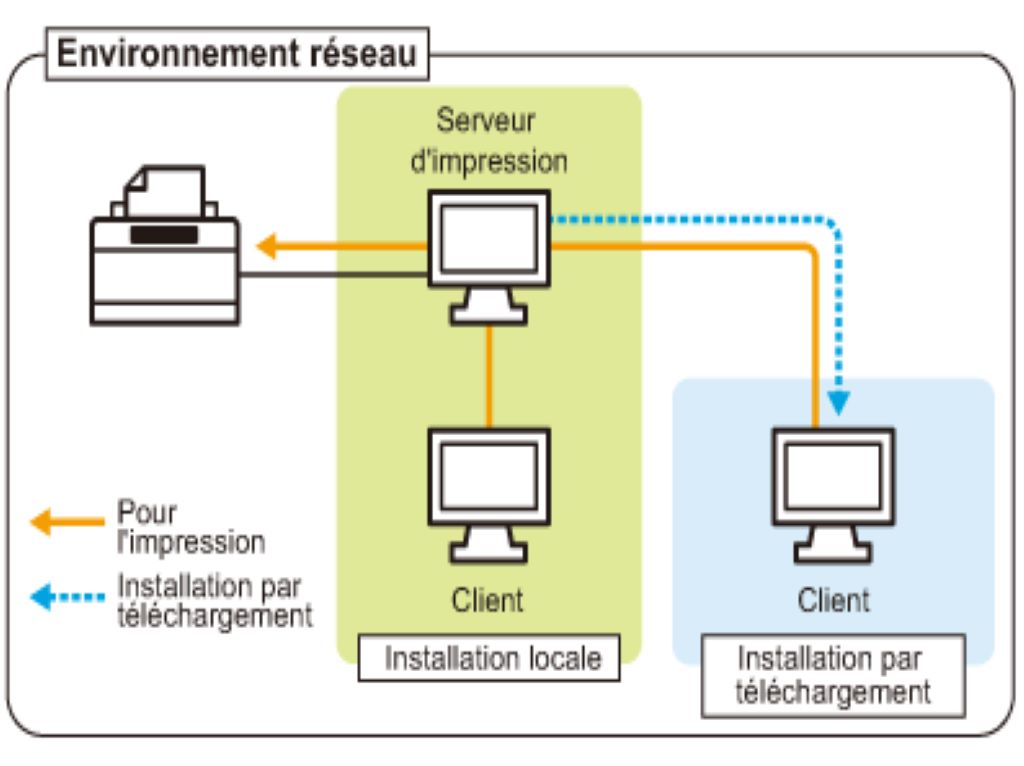 Environnement réseau
Serveur
d'impression
Pour
l'impression
Installation par
téléchargement
Client
Installation locale
Client
Installation par
téléchargement